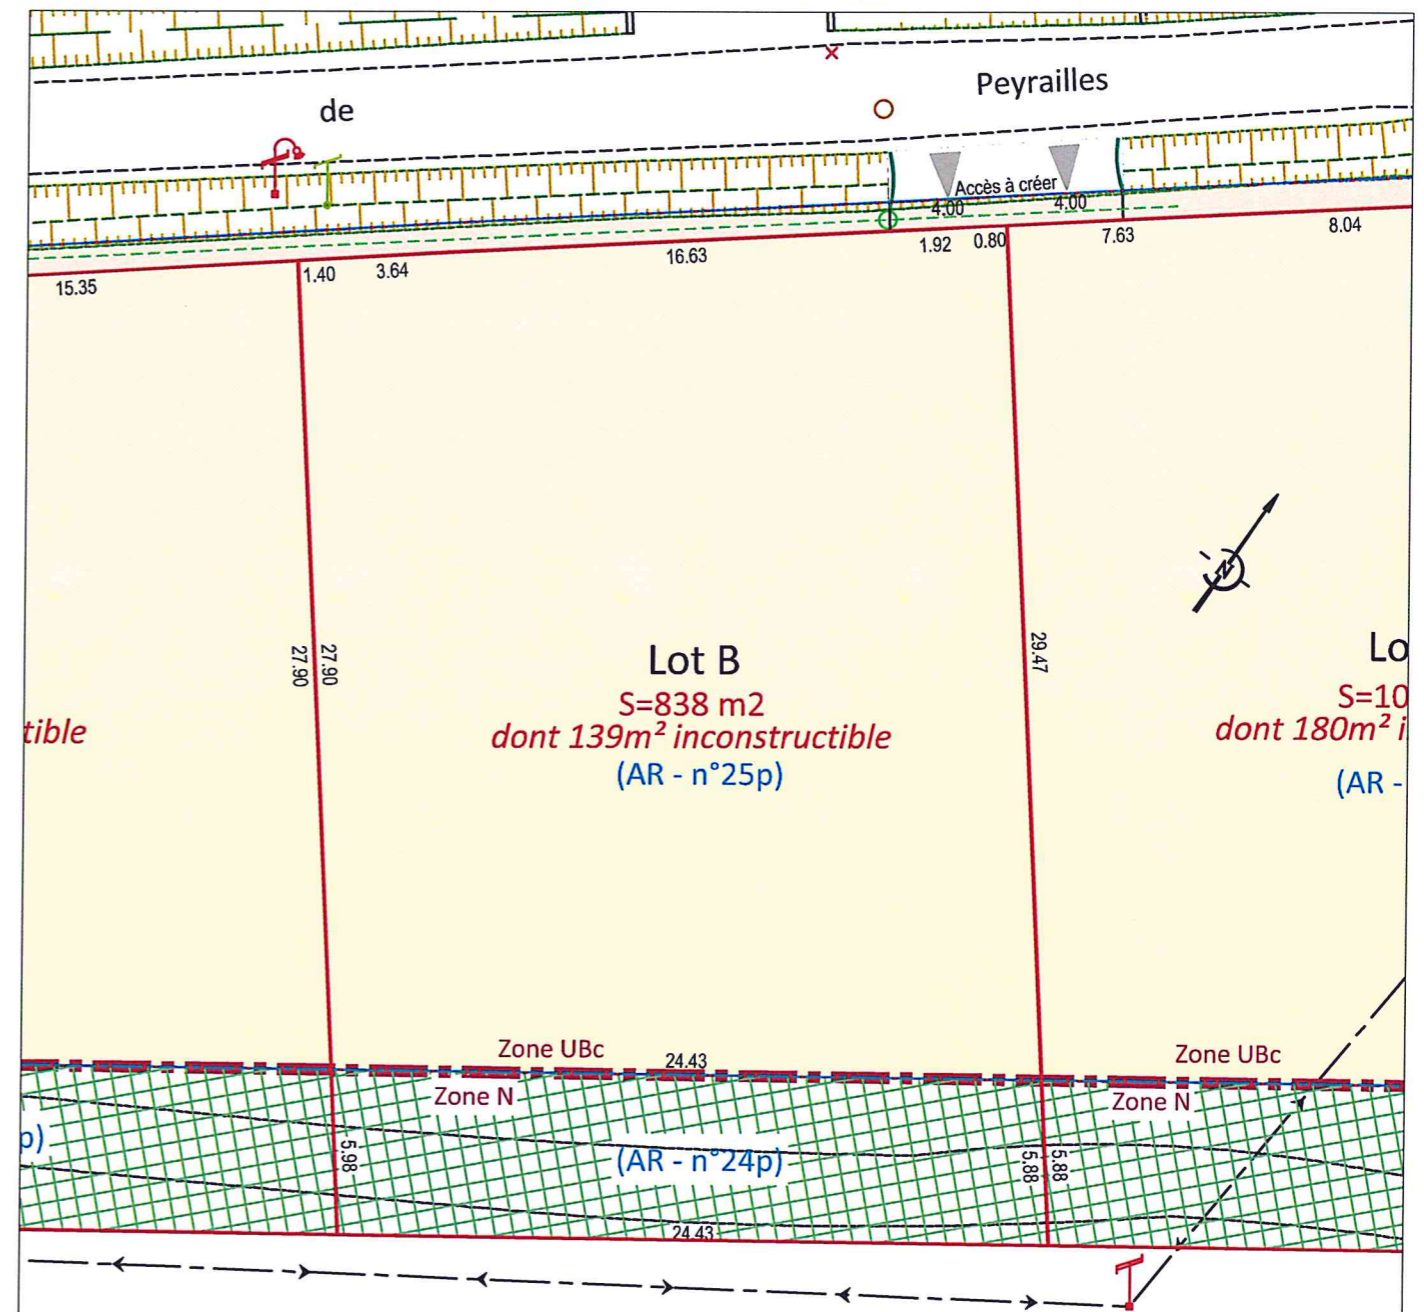 Peyrailles
de
Accès à créer
4.00
4.00
15.35
1.40
3.64
16.63
1.92
0.80
7.63
8.04
N
27.90
27.90
29.47
Lot B
S=838 m2
dont 139m² inconstructible
(AR - n°25p)
tible
Lo
S=10
dont 180m² i
(AR -
Zone UBc
24.43
Zone UBc
Zone N
Zone N
p)
5.98
(AR - n°24p)
5.88
5.88
24.43